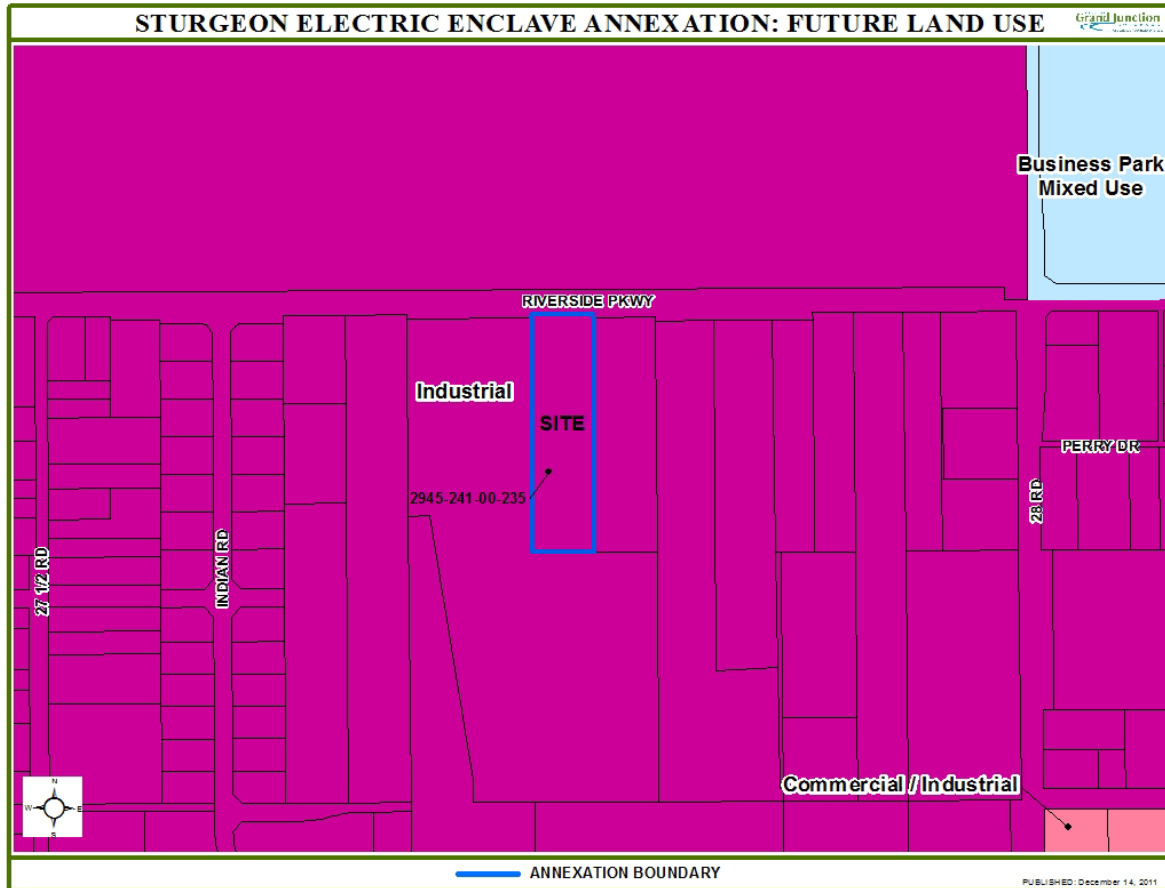 STURGEON ELECTRIC ENCLAVE ANNEXATION: FUTURE LAND USE
Grand Junction
Business Park
Mixed Use
RIVERSIDE PKWY
Industrial
SITE
PERRY DR
2945-241-00-235
28 RD
INDIAN RD
27 1/2 RD
Commercial / Industrial
N
W
E
S
ANNEXATION BOUNDARY
PUBLISHED: December 14, 2011